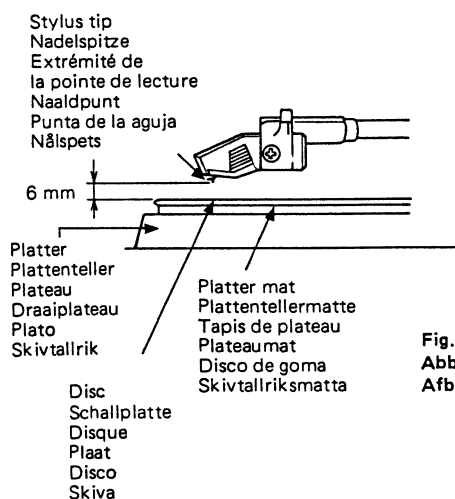 Stylus tip
Nadelspitze
Extrémité de
la pointe de lecture
Naaldpunt
Punta de la aguja
Nålspets
6 mm
Platter
Plattenteller
Plateau
Draaiplateau
Plato
Skivtallrik
Platter mat
Plattentellermatte
Tapis de plateau
Plateaumat
Disco de goma
Skivtallriksmatta
Fig.
Abb
Afb
Disc
Schallplatte
Disque
Plaat
Disco
Skiva